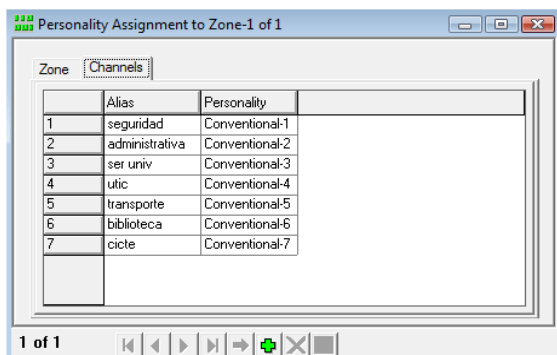 Personality Assignment to Zone-1 of 1
Zone Channels
Alias Personality
1 seguridad Conventional-1
2 administrativa Conventional-2
3 ser univ Conventional-3
4 utic Conventional-4
5 transporte Conventional-5
6 biblioteca Conventional-6
7 cicte Conventional-7
1 of 1